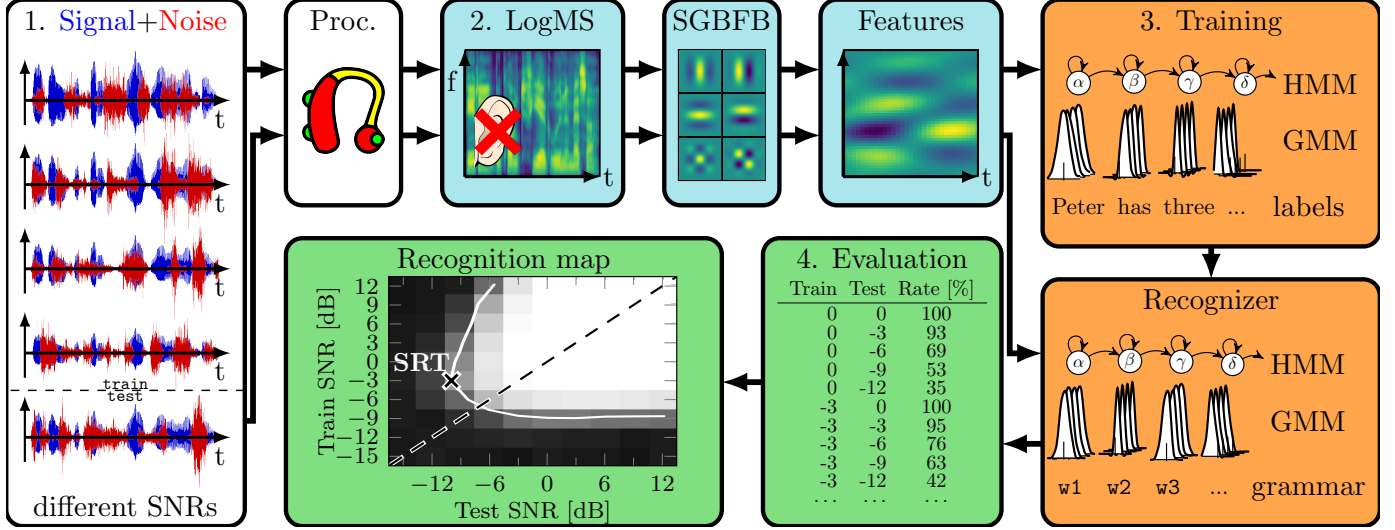 1. Signal+Noise
t
t
t
t
train
test
t
different SNRs
Proc.
2. LogMS
f
t
SGBFB
Features
t
3. Training
α β γ δ HMM
GMM
Peter has three ... labels
Recognition map
Train SNR [dB]
12
9
6
3
0
−3
−6
−9
−12
−15
SRT
−12 −6 0 6 12
Test SNR [dB]
4. Evaluation
Train Test Rate [%]
0 0 100
0 -3 93
0 -6 69
0 -9 53
0 -12 35
-3 0 100
-3 -3 95
-3 -6 76
-3 -9 63
-3 -12 42
... ... ...
Recognizer
α β γ δ HMM
GMM
w1 w2 w3 ... grammar